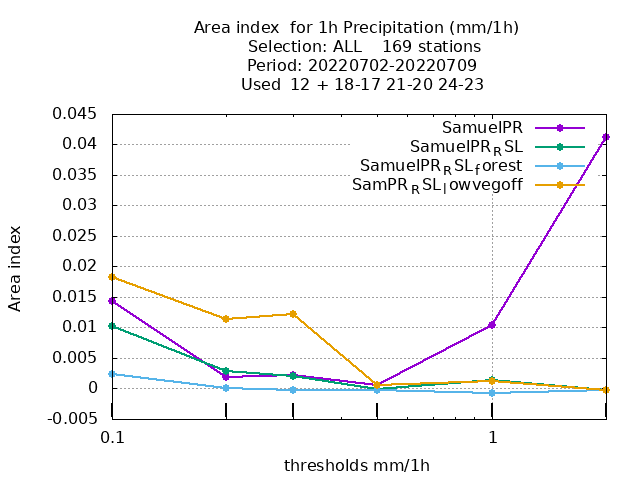 Area index  for 1h Precipitation (mm/1h)
Selection: ALL    169 stations
Period: 20220702-20220709
Used  12 + 18-17 21-20 24-23
0.045
0.04
0.035
0.03
0.025
0.02
0.015
0.01
0.005
0
-0.005
Area index
SamuelPR
SamuelPR_RSL
SamuelPR_RSL_forest
SamPR_RSL_lowvegoff
0.1
1
thresholds mm/1h